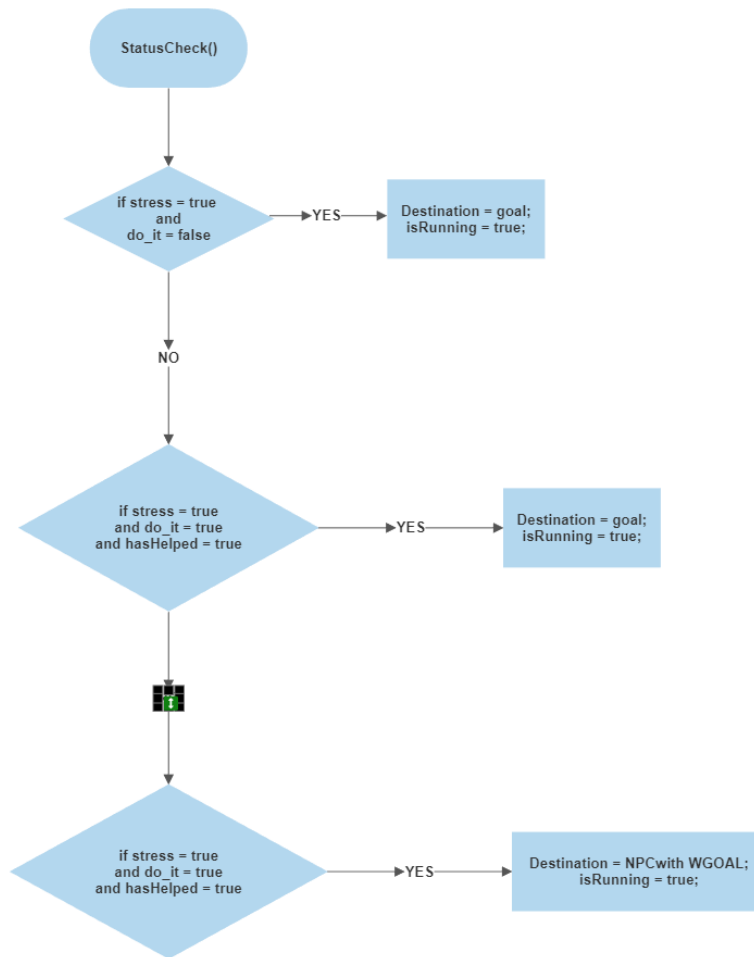 StatusCheck()
if stress = true
and
do_it = false
YES
Destination = goal;
isRunning = true;
NO
if stress = true
and do_it = true
and hasHelped = true
YES
Destination = goal;
isRunning = true;
if stress = true
and do_it = true
and hasHelped = true
YES
Destination = NPCwith WGOAL;
isRunning = true;